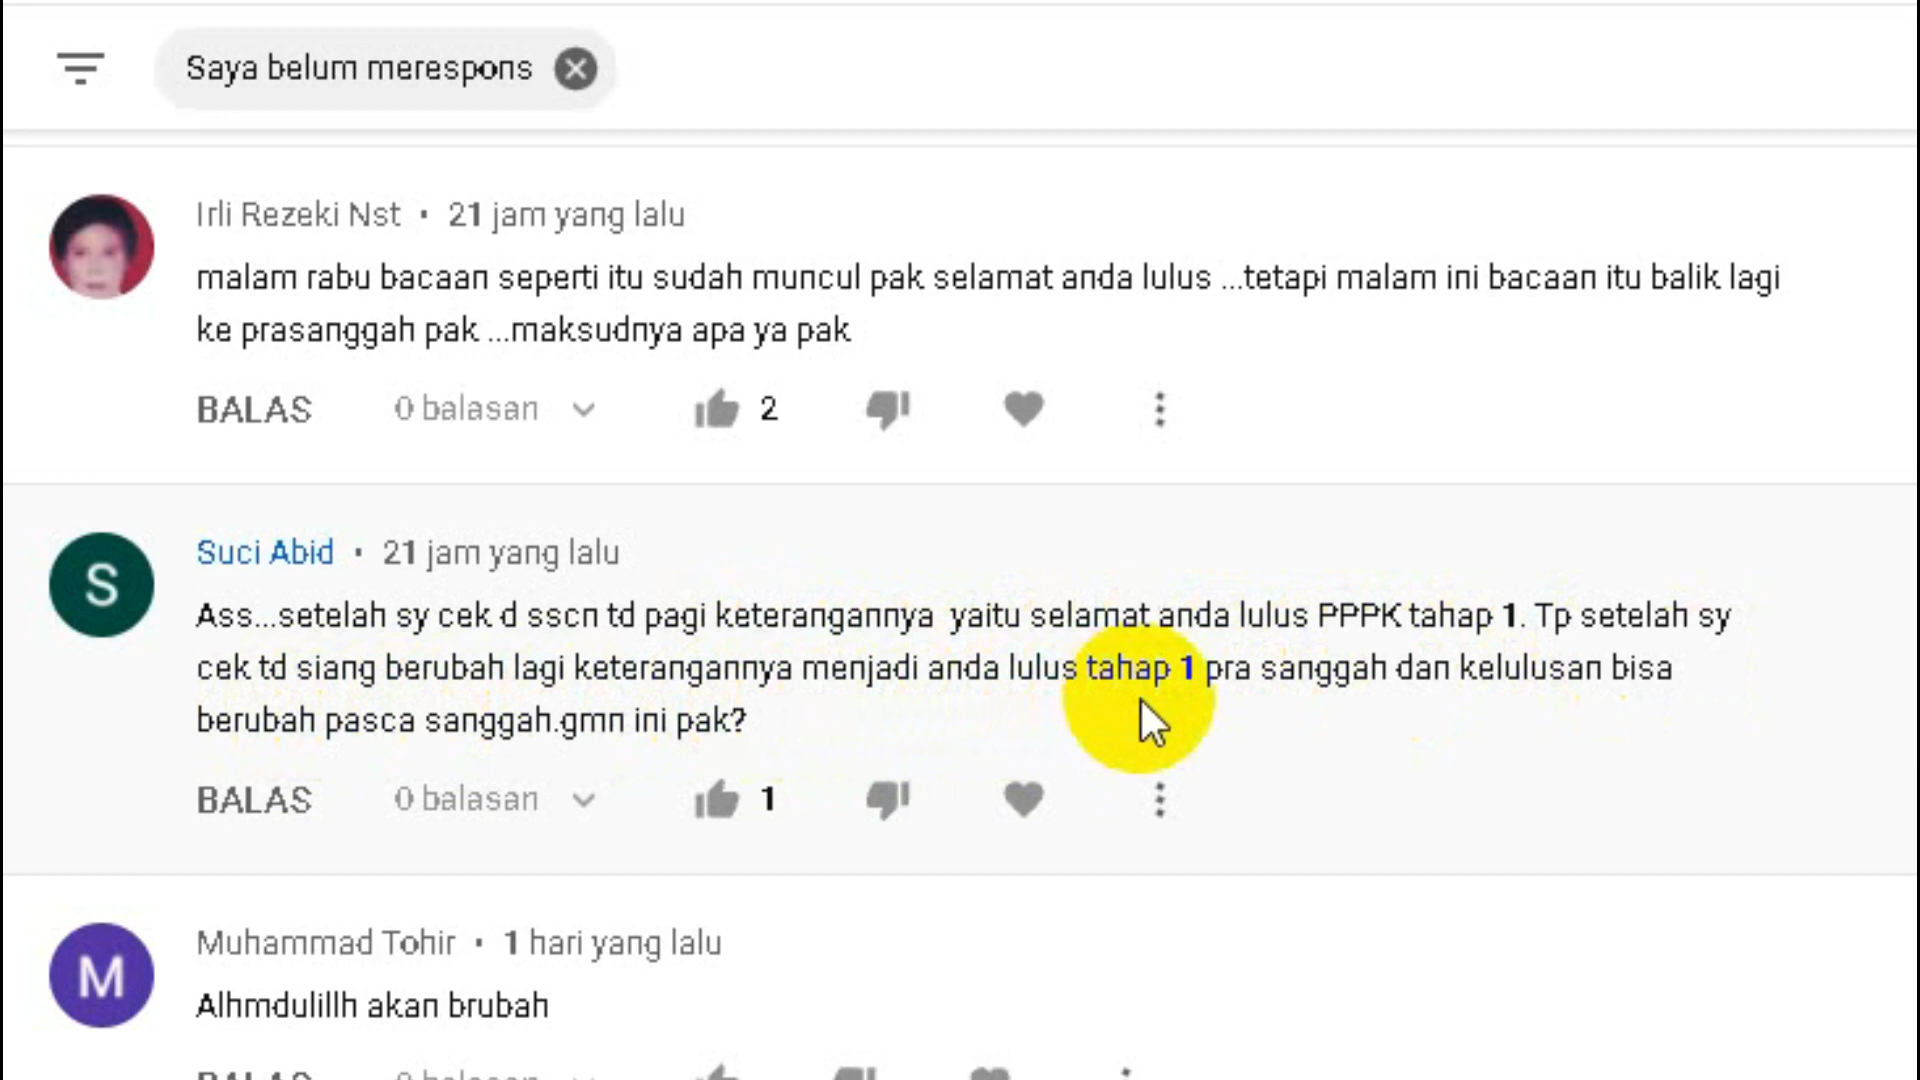 Saya belum merespons
Irli Rezeki Nst • 21 jam yang lalu
malam rabu bacaan seperti itu sudah muncul pak selamat anda lulus ...tetapi malam ini bacaan itu balik lagi
ke prasanggah pak ...maksudnya apa ya pak
BALAS 0 balasan 2
S
Suci Abid • 21 jam yang lalu
Ass...setelah sy cek d sscn td pagi keterangannya yaitu selamat anda lulus PPPK tahap 1. Tp setelah sy
cek td siang berubah lagi keterangannya menjadi anda lulus tahap 1 pra sanggah dan kelulusan bisa
berubah pasca sanggah.gmn ini pak?
BALAS 0 balasan 1
M
Muhammad Tohir • 1 hari yang lalu
Alhmdulillh akan brubah
BALAS 0 balasan